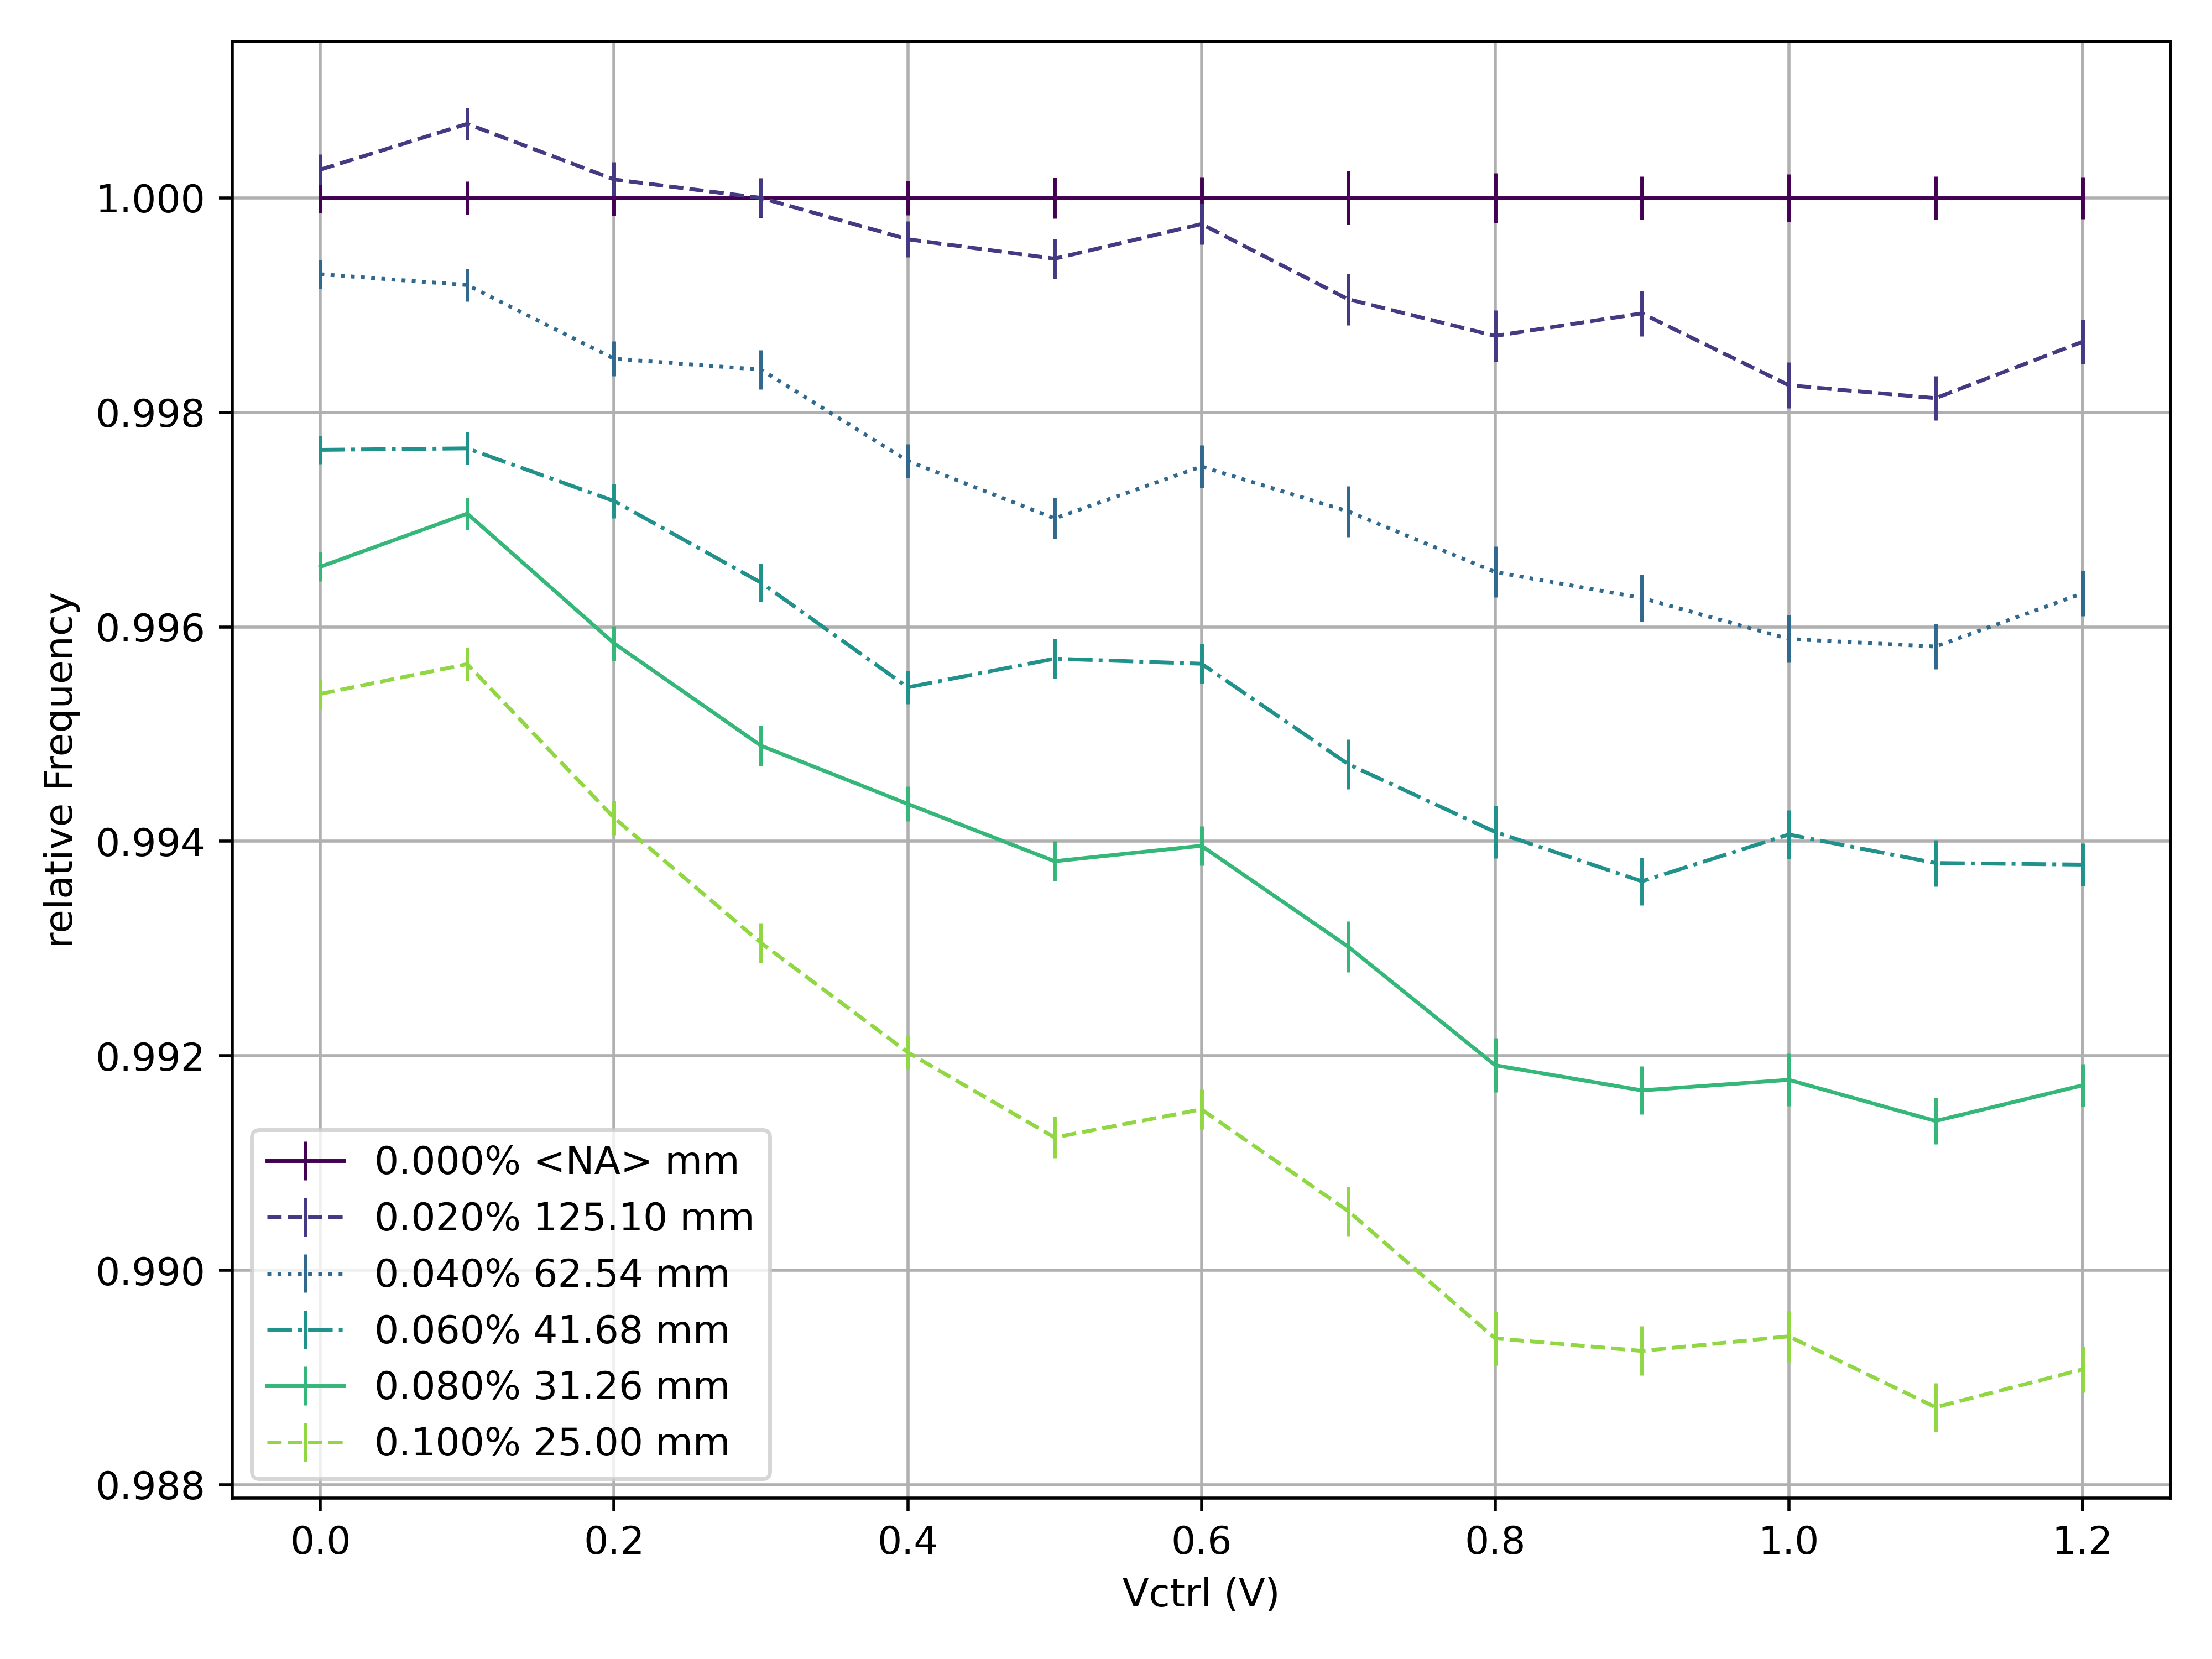 relative Frequency
1.000
0.998
0.996
0.994
0.992
0.990
0.988
0.000% <NA> mm
0.020% 125.10 mm
0.040% 62.54 mm
0.060% 41.68 mm
0.080% 31.26 mm
0.100% 25.00 mm
0.0 0.2 0.4 0.6 0.8 1.0 1.2
Vctrl (V)